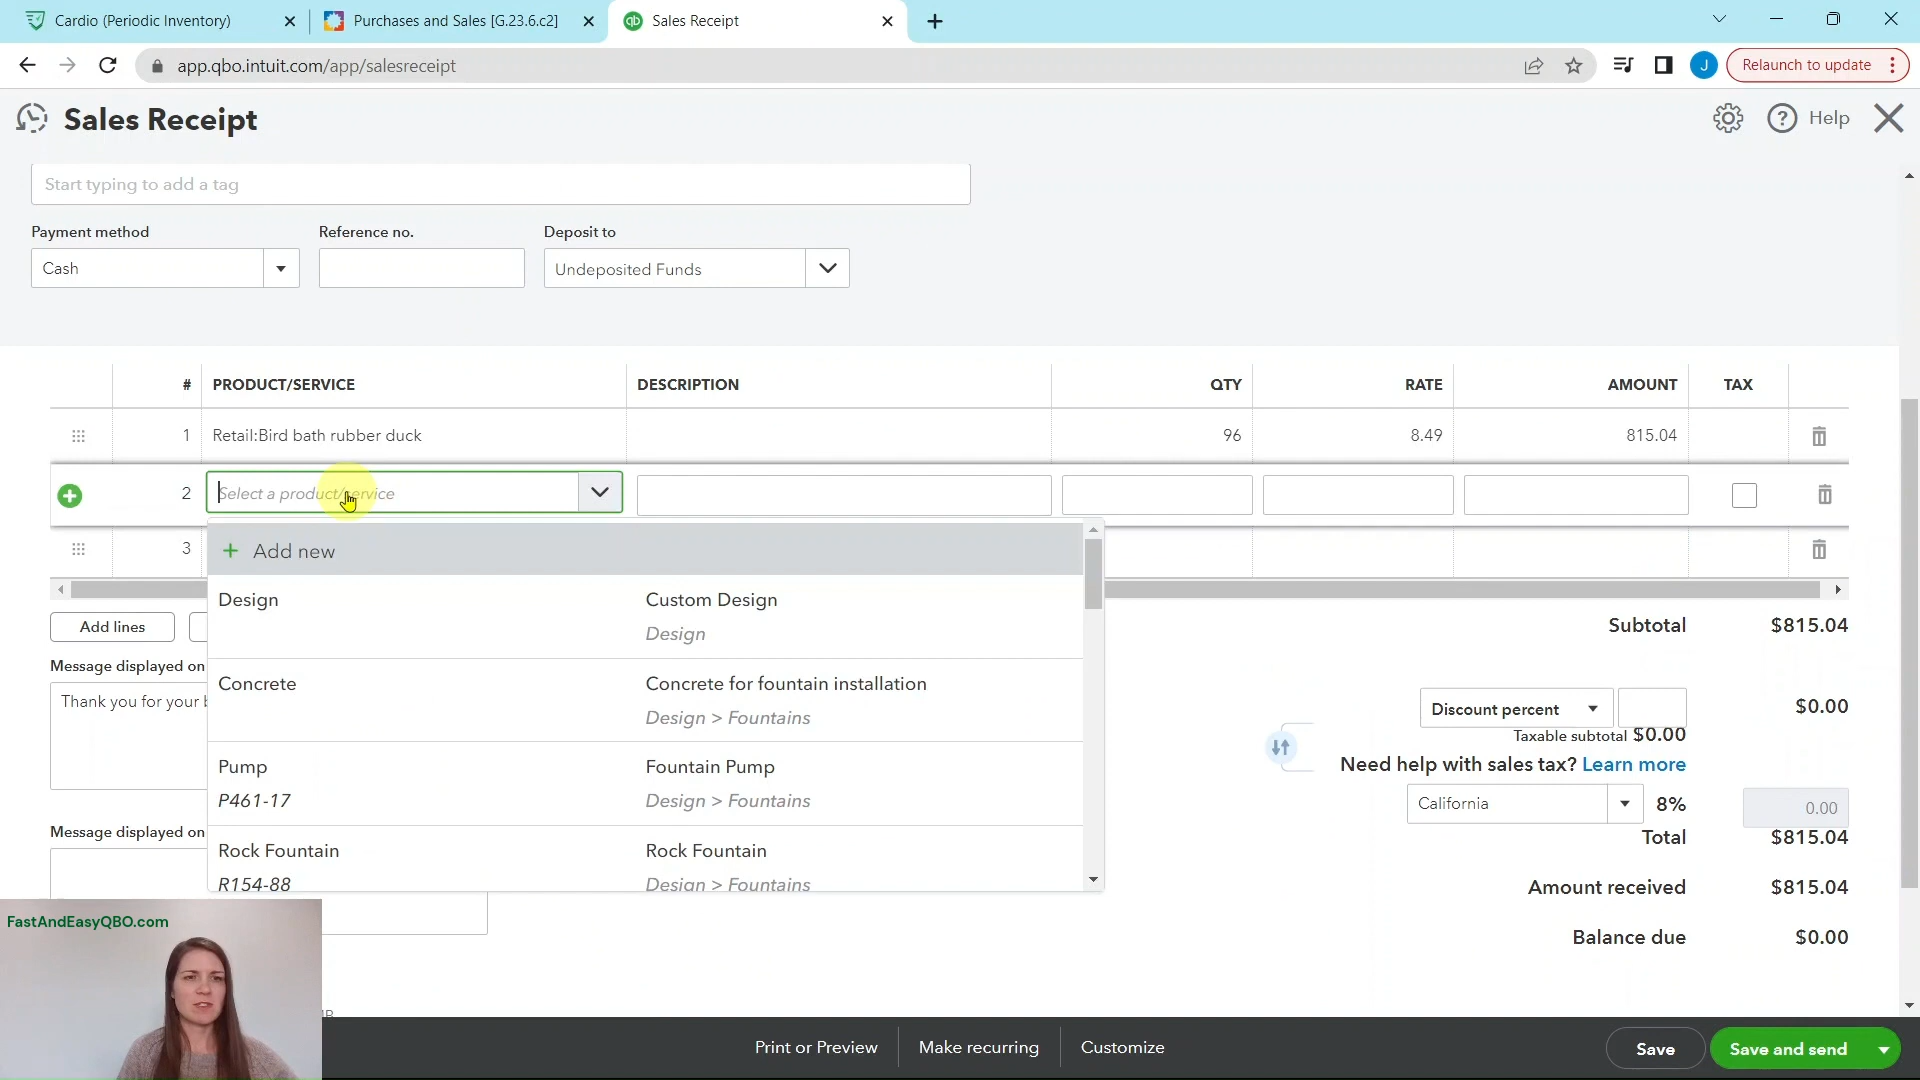 Cardio (Periodic Inventory)
Purchases and Sales [G.23.6.c2]
Sales Receipt
app.qbo.intuit.com/app/salesreceipt
J
Relaunch to update
Sales Receipt
Help
Start typing to add a tag
Payment method
Reference no.
Deposit to
Cash
Undeposited Funds
# PRODUCT/SERVICE DESCRIPTION QTY RATE AMOUNT TAX
1 Retail:Bird bath rubber duck 96 8.49 815.04
2 Select a product/service
3
+ Add new
Design Custom Design
Design
Concrete Concrete for fountain installation
Design > Fountains
Pump Fountain Pump
P461-17 Design > Fountains
Rock Fountain Rock Fountain
R154-88 Design > Fountains
Add lines
Message displayed on
Thank you for your
Message displayed on
Subtotal $815.04
Discount percent $0.00
Taxable subtotal $0.00
Need help with sales tax? Learn more
California 8% 0.00
Total $815.04
Amount received $815.04
Balance due $0.00
FastAndEasyQBO.com
Print or Preview
Make recurring
Customize
Save
Save and send